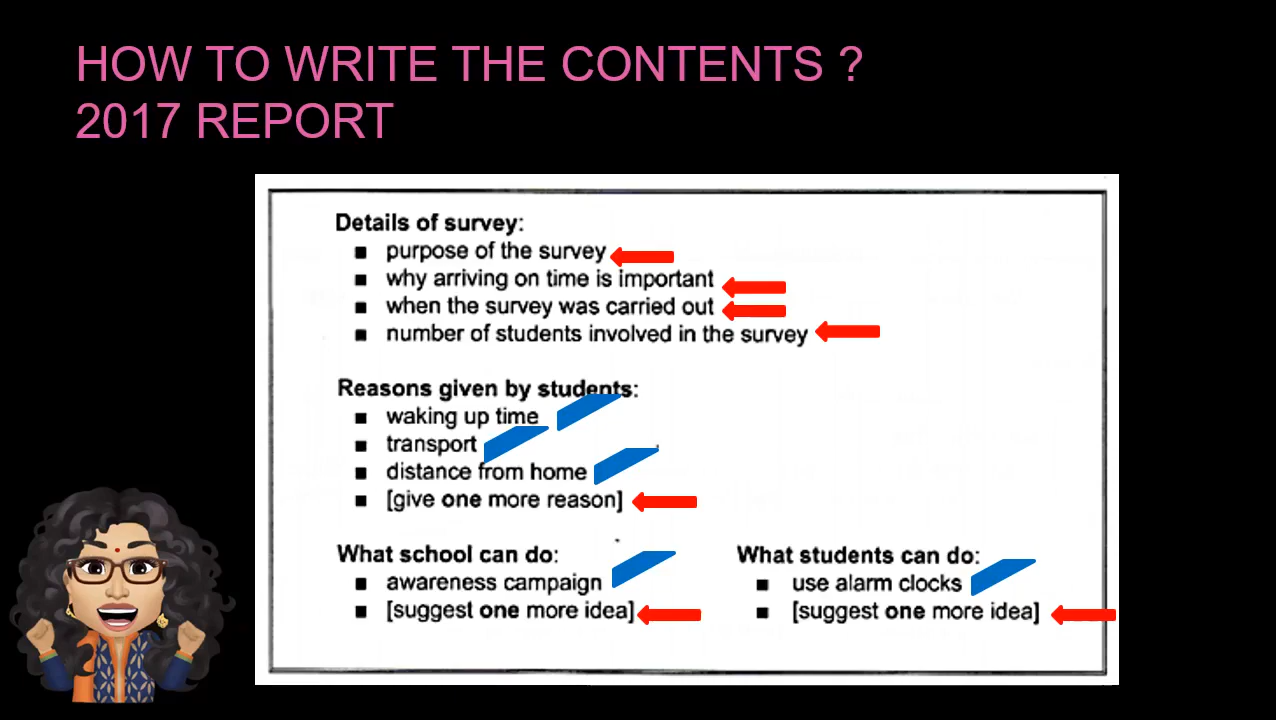 HOW TO WRITE THE CONTENTS ?
2017 REPORT
Details of survey:
■ purpose of the survey
■ why arriving on time is important
■ when the survey was carried out
■ number of students involved in the survey
Reasons given by students:
■ waking up time
■ transport
■ distance from home
■ [give one more reason]
What school can do:
■ awareness campaign
■ [suggest one more idea]
What students can do:
■ use alarm clocks
■ [suggest one more idea]